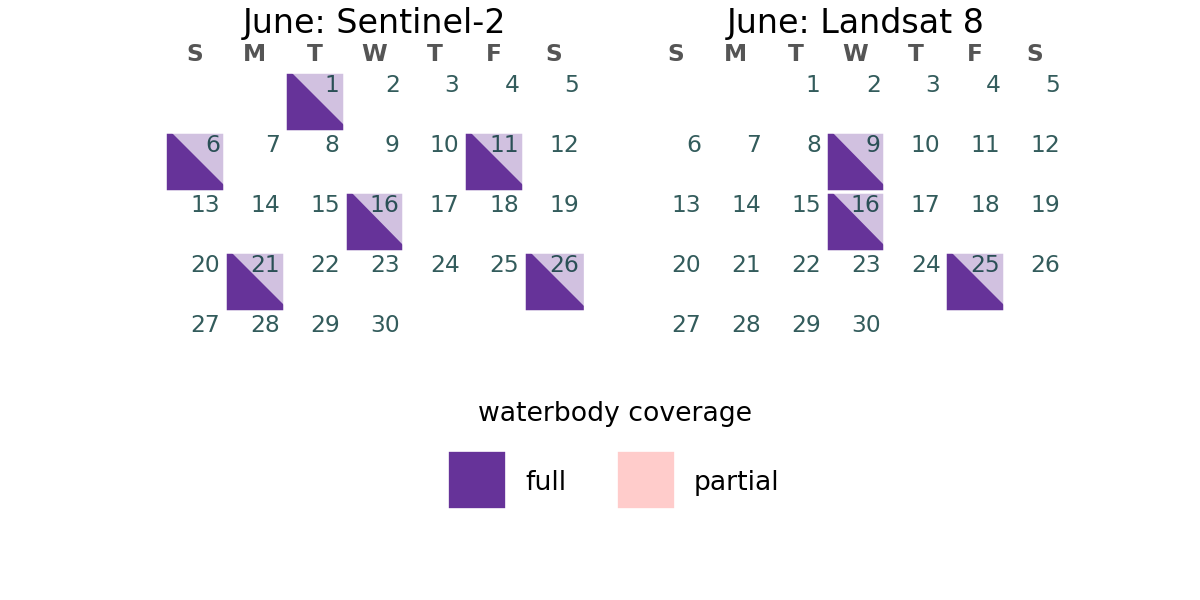 June: Sentinel-2
S M T W T F S
1 2 3 4 5
6 7 8 9 10 11 12
13 14 15 16 17 18 19
20 21 22 23 24 25 26
27 28 29 30
June: Landsat 8
S M T W T F S
1 2 3 4 5
6 7 8 9 10 11 12
13 14 15 16 17 18 19
20 21 22 23 24 25 26
27 28 29 30
waterbody coverage
full partial